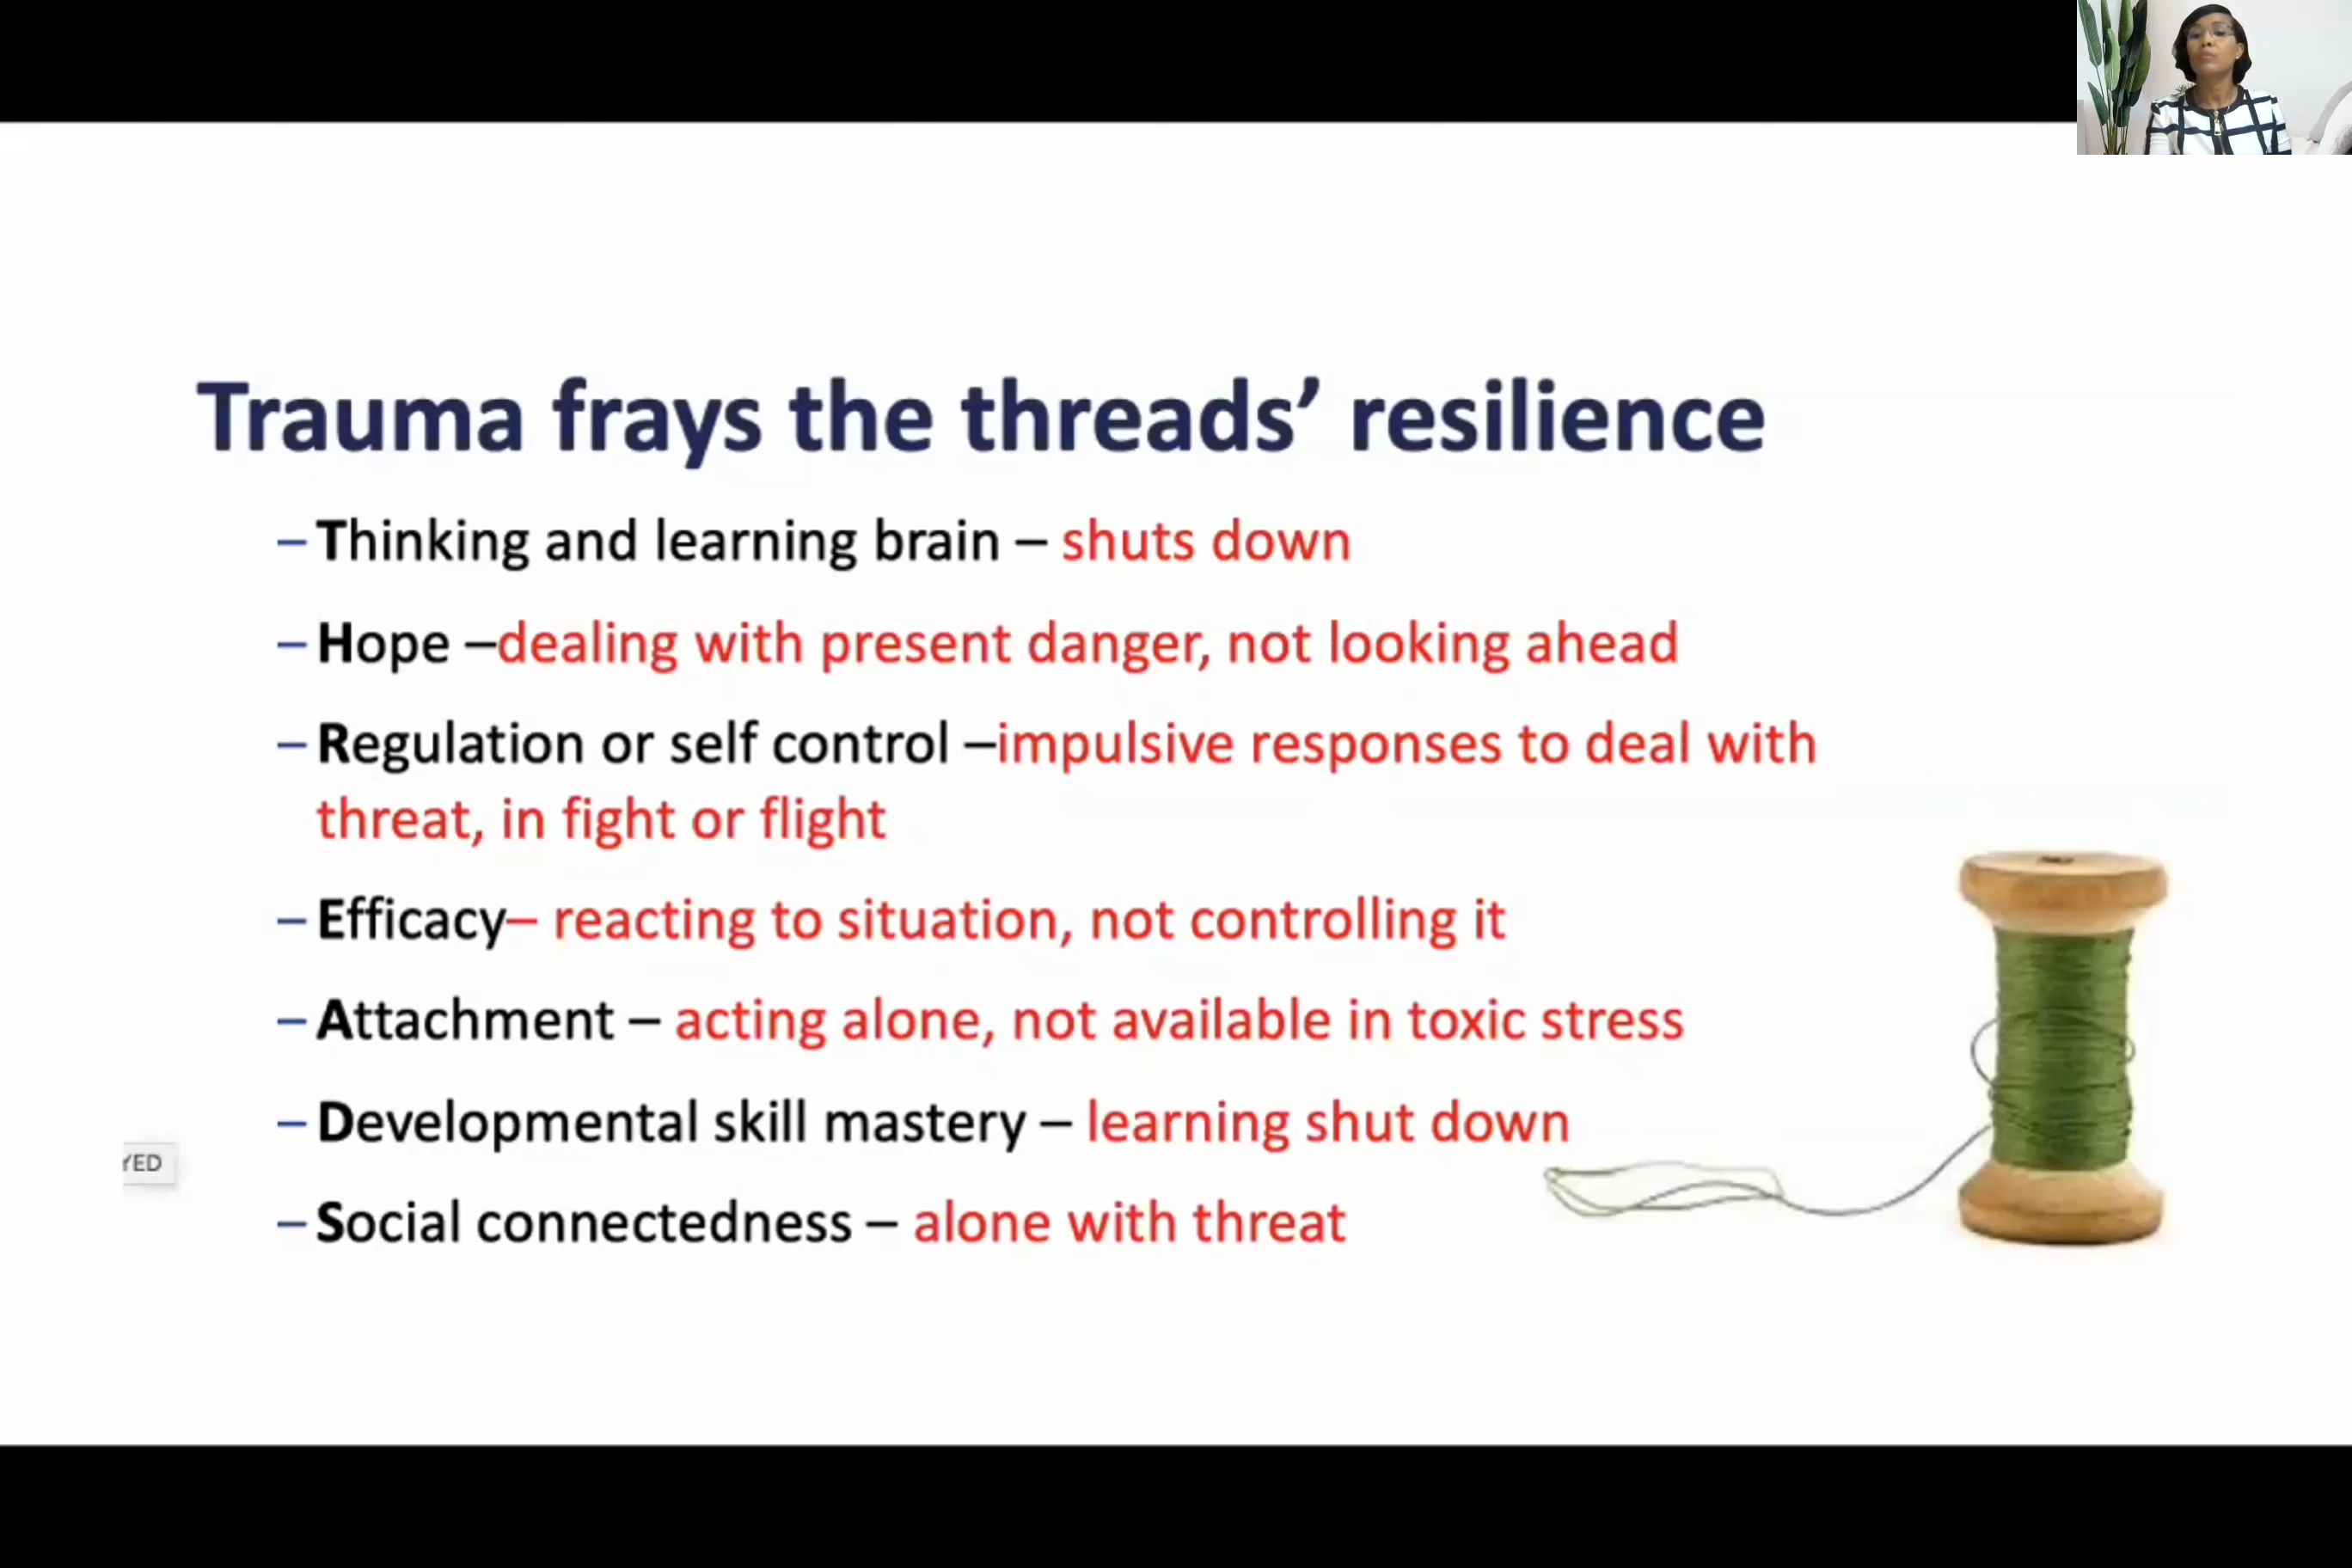 Trauma frays the threads’ resilience
– Thinking and learning brain – shuts down
– Hope –dealing with present danger, not looking ahead
– Regulation or self control –impulsive responses to deal with
threat, in fight or flight
– Efficacy– reacting to situation, not controlling it
– Attachment – acting alone, not available in toxic stress
– Developmental skill mastery – learning shut down
YED
– Social connectedness – alone with threat